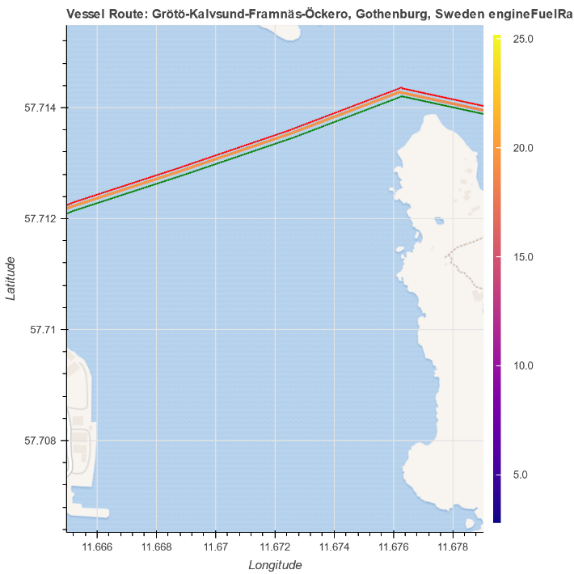 Vessel Route: Grötö-Kalvsund-Framnäs-Öckero, Gothenburg, Sweden engineFuelRa
25.0
57.714
20.0
57.712
15.0
Latitude
57.71
10.0
57.708
5.0
11.666 11.668 11.67 11.672 11.674 11.676 11.678
Longitude